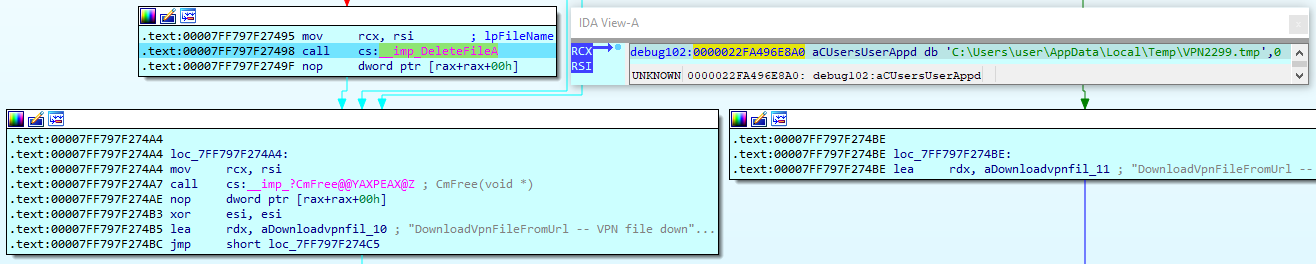 .text:00007FF797F27495 mov rcx, rsi ; lpFileName
.text:00007FF797F27498 call cs:__imp_DeleteFileA
.text:00007FF797F2749F nop dword ptr [rax+rax+00h]
IDA View-A
RCX
RSI
debug102:0000022FA496E8A0 aCUsersUserAppd db 'C:\Users\user\AppData\Local\Temp\VPN2299.tmp',0
UNKNOWN 0000022FA496E8A0: debug102:aCUsersUserAppd
.text:00007FF797F274A4
.text:00007FF797F274A4 loc_7FF797F274A4:
.text:00007FF797F274A4 mov rcx, rsi
.text:00007FF797F274A7 call cs:__imp_?CmFree@@YAXPEAX@Z ; CmFree(void *)
.text:00007FF797F274AE nop dword ptr [rax+rax+00h]
.text:00007FF797F274B3 xor esi, esi
.text:00007FF797F274B5 lea rdx, aDownloadvpnfil_10 ; "DownloadVpnFileFromUrl -- VPN file down"...
.text:00007FF797F274BC jmp short loc_7FF797F274C5
.text:00007FF797F274BE
.text:00007FF797F274BE loc_7FF797F274BE:
.text:00007FF797F274BE lea rdx, aDownloadvpnfil_11 ; "DownloadVpnFileFromUrl --